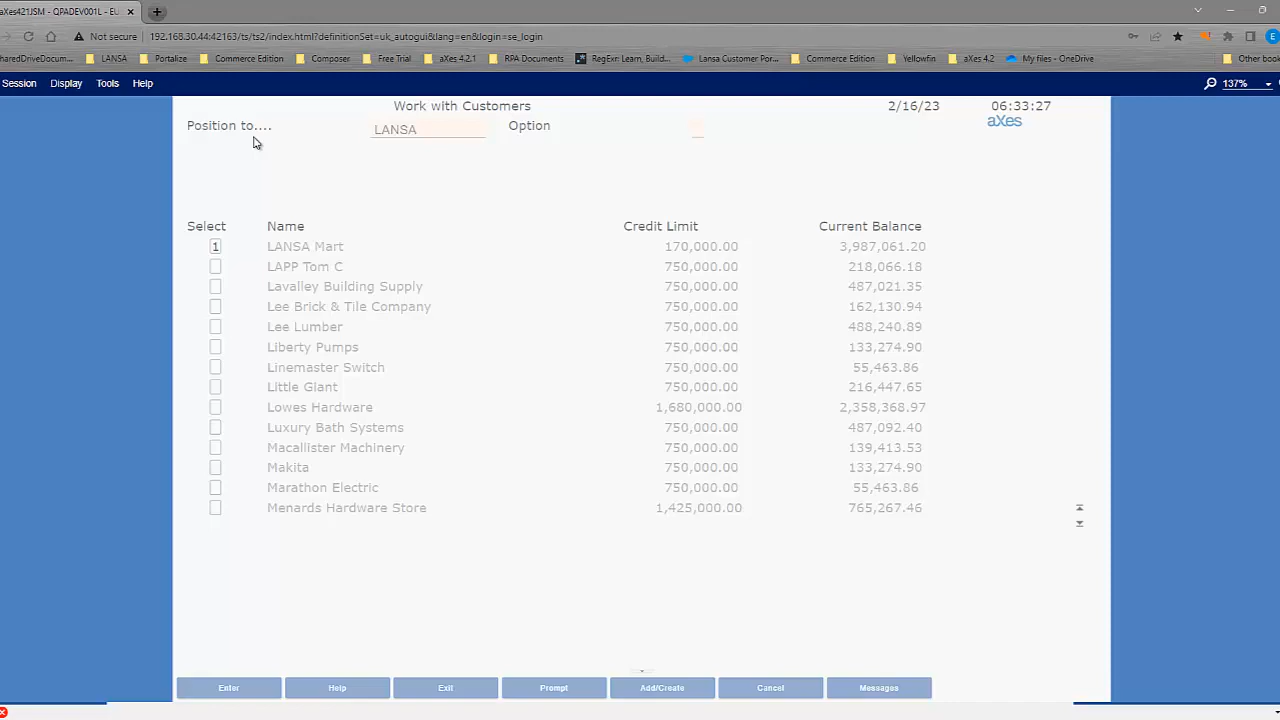 aXes421JSM - QPADEV001L - EU
Not secure 192.168.30.44:42163/ts/ts2/index.html?definitionSet=uk_autogui&lang=en&login=se_login
haredDrivaDocum... LANSA Portalize Commerce Edition Composer Free Trial aXes 4.2.1 RPA Documents RegExr: Learn, Build... Lansa Customer Por... Commerce Edition Yellowfin aXes 4.2 My files - OneDrive Other book
Session Display Tools Help 137%
Work with Customers 2/16/23 06:33:27
Position to.... LANSA Option aXes
Select Name Credit Limit Current Balance
1 LANSA Mart 170,000.00 3,987,061.20
LAPP Tom C 750,000.00 218,066.18
Lavalley Building Supply 750,000.00 487,021.35
Lee Brick & Tile Company 750,000.00 162,130.94
Lee Lumber 750,000.00 488,240.89
Liberty Pumps 750,000.00 133,274.90
Linemaster Switch 750,000.00 55,463.86
Little Giant 750,000.00 216,447.65
Lowes Hardware 1,680,000.00 2,358,368.97
Luxury Bath Systems 750,000.00 487,092.40
Macallister Machinery 750,000.00 139,413.53
Makita 750,000.00 133,274.90
Marathon Electric 750,000.00 55,463.86
Menards Hardware Store 1,425,000.00 765,267.46
Enter Help Exit Prompt Add/Create Cancel Messages